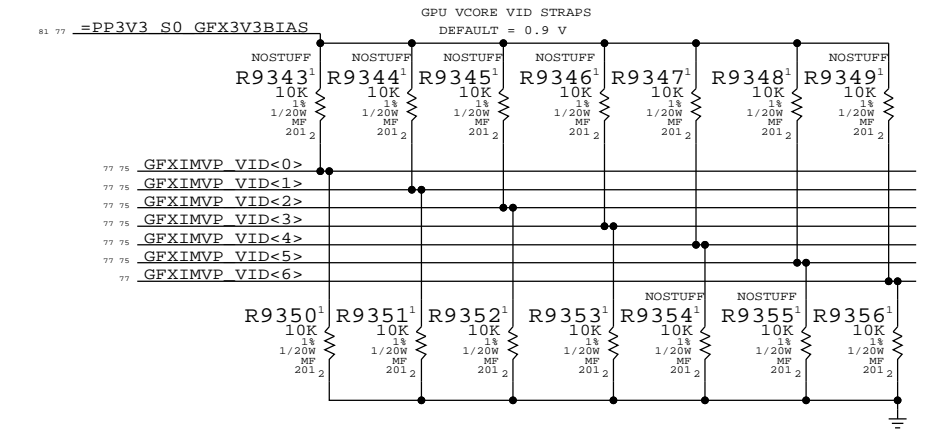 GPU VCORE VID STRAPS
81 77 =PP3V3_S0_GFX3V3BIAS
DEFAULT = 0.9 V
NOSTUFF NOSTUFF NOSTUFF NOSTUFF NOSTUFF
R9343 1 R9344 1 R9345 1 R9346 1 R9347 1 R9348 1 R9349 1
10K 10K 10K 10K 10K 10K 10K
1% 1% 1% 1% 1% 1% 1%
1/20W 1/20W 1/20W 1/20W 1/20W 1/20W 1/20W
MF MF MF MF MF MF MF
201 2 201 2 201 2 201 2 201 2 201 2 201 2
77 75 GFXIMVP_VID<0>
77 75 GFXIMVP_VID<1>
77 75 GFXIMVP_VID<2>
77 75 GFXIMVP_VID<3>
77 75 GFXIMVP_VID<4>
77 75 GFXIMVP_VID<5>
77 GFXIMVP_VID<6>
NOSTUFF NOSTUFF
R9350 1 R9351 1 R9352 1 R9353 1 R9354 1 R9355 1 R9356 1
10K 10K 10K 10K 10K 10K 10K
1% 1% 1% 1% 1% 1% 1%
1/20W 1/20W 1/20W 1/20W 1/20W 1/20W 1/20W
MF MF MF MF MF MF MF
201 2 201 2 201 2 201 2 201 2 201 2 201 2